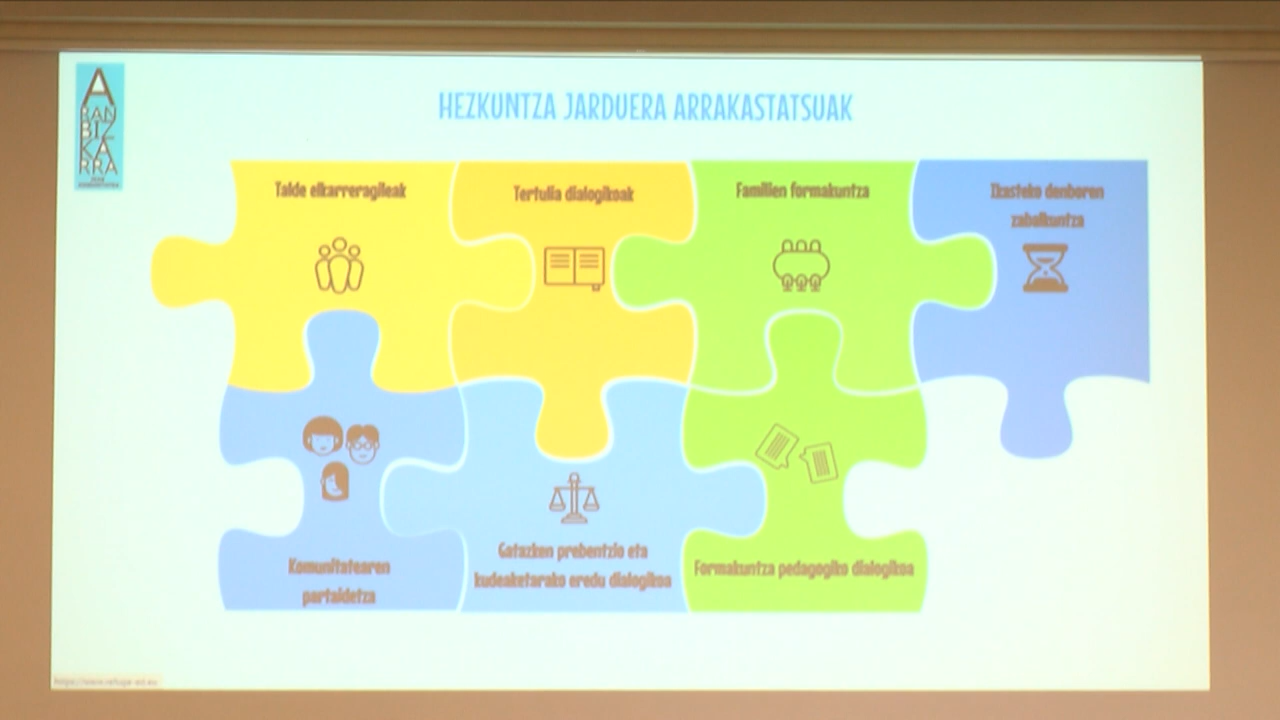 A
RAN
BIZ
KA
RRA
HEZKUNTZA JARDUERA ARRAKASTATSUAK
Talde elkarreragileak
Tertulia dialogikoak
Familien formakuntza
Ikasteko denboren
zabalkuntza
Komunitatearen
partaidetza
Gatazken prebentzio eta
kudeaketarako eredu dialogikoa
Formakuntza pedagogiko dialogikoa